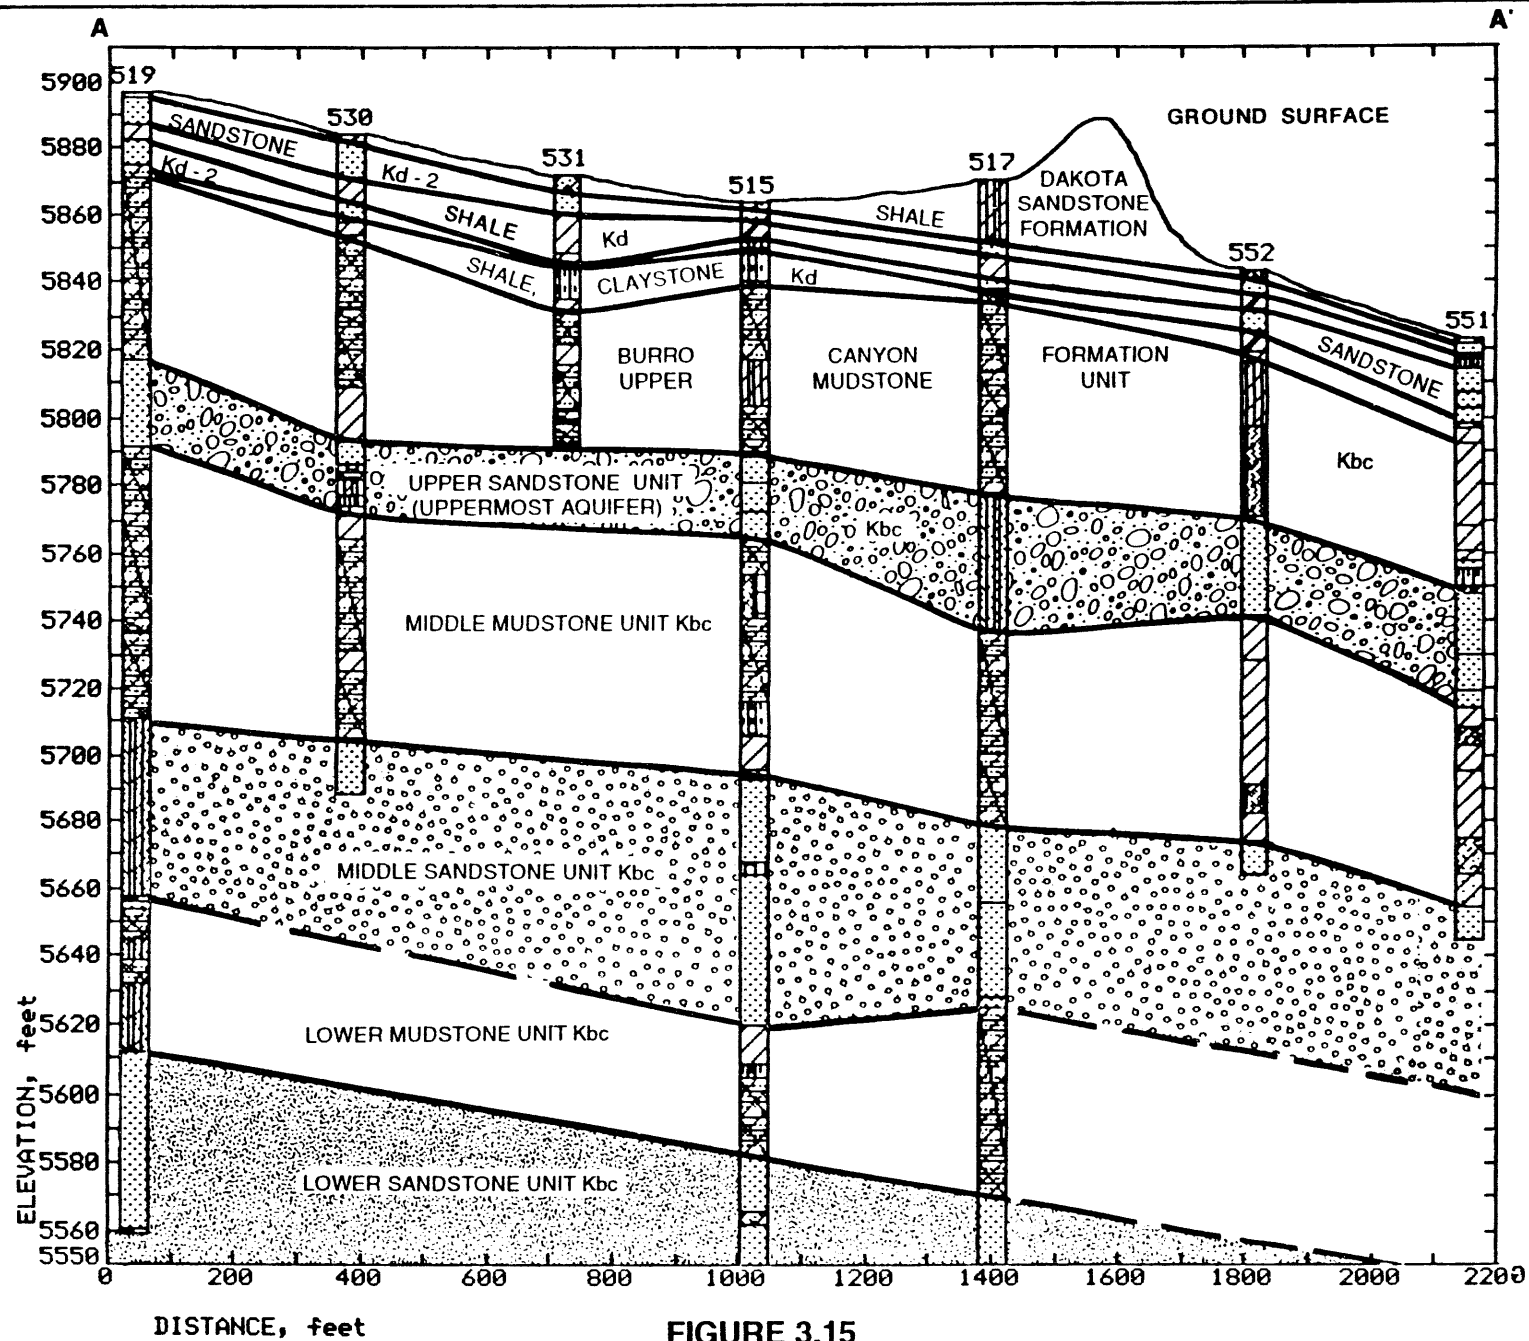 A A'
519
530
531
515
517
552
551
GROUND SURFACE
SANDSTONE
Kd - 2
Kd - 2
SHALE
SHALE,
Kd
CLAYSTONE
Kd
SHALE
DAKOTA
SANDSTONE
FORMATION
SANDSTONE
BURRO
UPPER
CANYON
MUDSTONE
FORMATION
UNIT
Kbc
UPPER SANDSTONE UNIT
(UPPERMOST AQUIFER)
Kbc
MIDDLE MUDSTONE UNIT Kbc
MIDDLE SANDSTONE UNIT Kbc
LOWER MUDSTONE UNIT Kbc
LOWER SANDSTONE UNIT Kbc
ELEVATION, feet
5900
5880
5860
5840
5820
5800
5780
5760
5740
5720
5700
5680
5660
5640
5620
5600
5580
5560
5550
0 200 400 600 800 1000 1200 1400 1600 1800 2000 2200
DISTANCE, feet
FIGURE 3.15